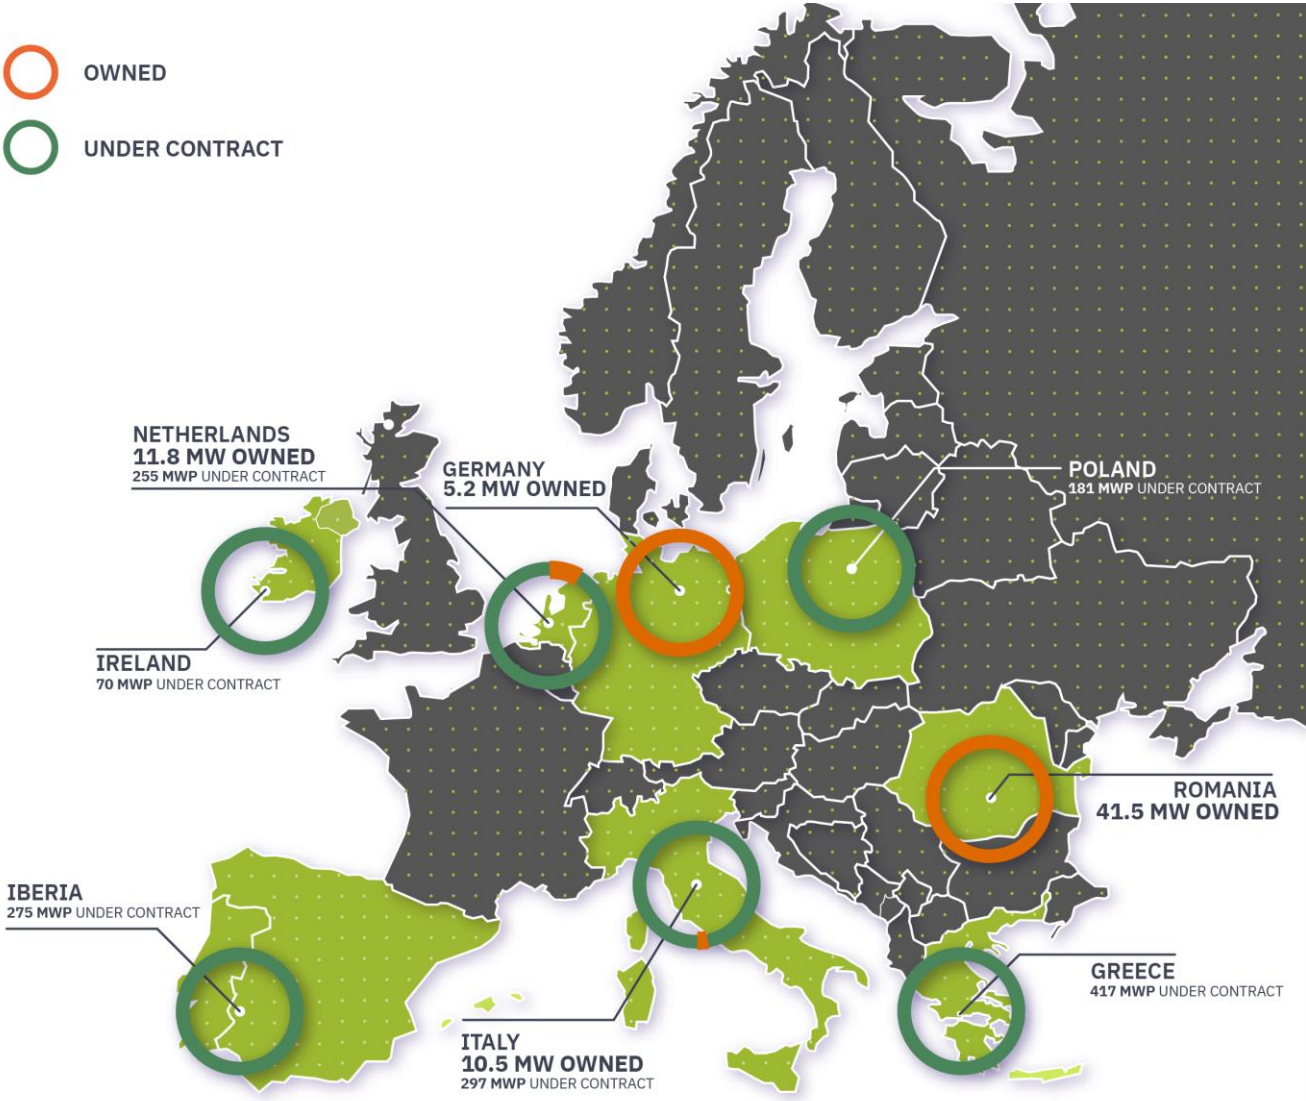 OWNED
UNDER CONTRACT
NETHERLANDS
11.8 MW OWNED
255 MWP UNDER CONTRACT
GERMANY
5.2 MW OWNED
POLAND
181 MWP UNDER CONTRACT
IRELAND
70 MWP UNDER CONTRACT
ROMANIA
41.5 MW OWNED
IBERIA
275 MWP UNDER CONTRACT
GREECE
417 MWP UNDER CONTRACT
ITALY
10.5 MW OWNED
297 MWP UNDER CONTRACT